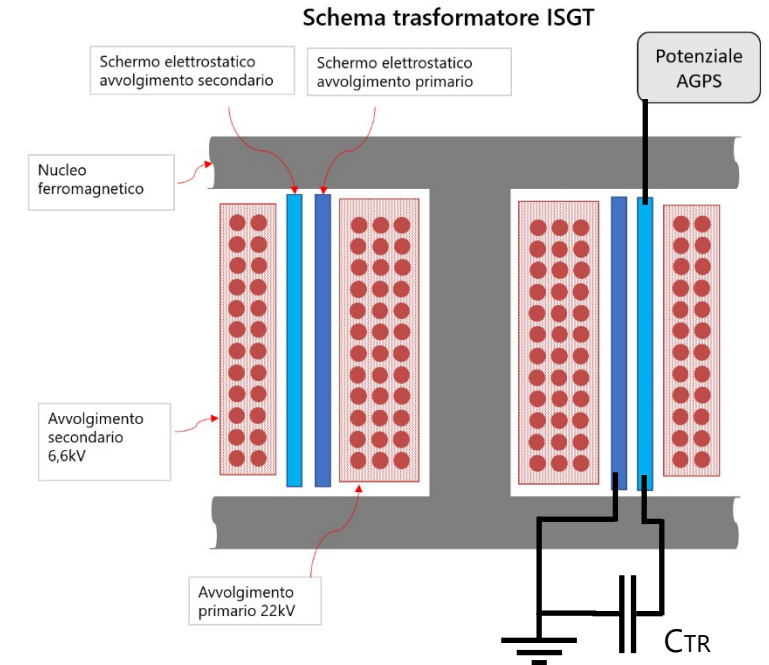 Schema trasformatore ISGT
Schermo elettrostatico
avvolgimento secondario
Schermo elettrostatico
avvolgimento primario
Potenziale
AGPS
Nucleo
ferromagnetico
Avvolgimento
secondario
6,6kV
Avvolgimento
primario 22kV
CTR